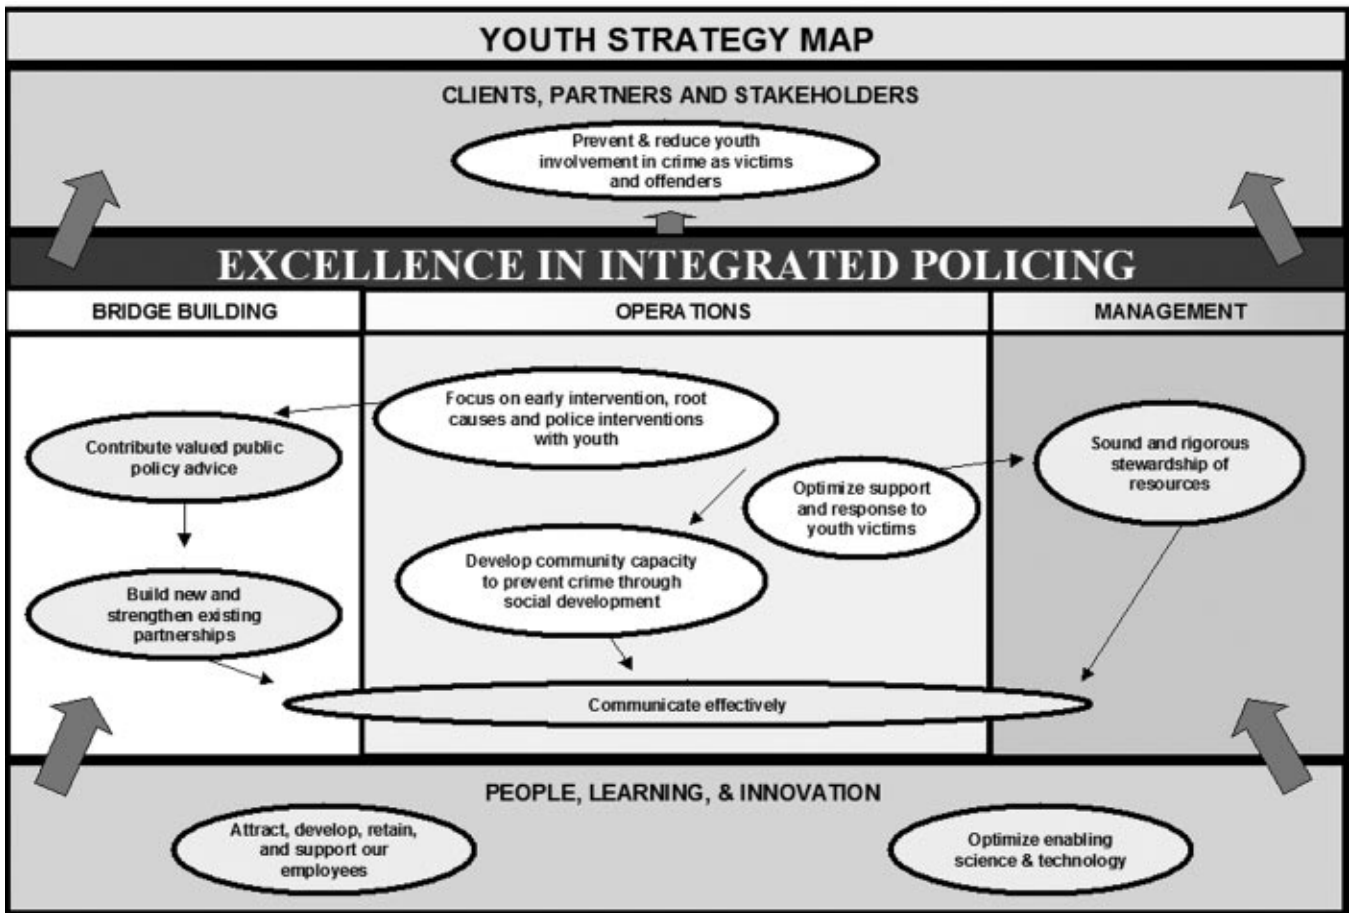 YOUTH STRATEGY MAP
CLIENTS, PARTNERS AND STAKEHOLDERS
Prevent & reduce youth
involvement in crime as victims
and offenders
EXCELLENCE IN INTEGRATED POLICING
BRIDGE BUILDING
OPERATIONS
MANAGEMENT
Contribute valued public
policy advice
Build new and
strengthen existing
partnerships
Focus on early intervention, root
causes and police interventions
with youth
Optimize support
and response to
youth victims
Develop community capacity
to prevent crime through
social development
Sound and rigorous
stewardship of
resources
Communicate effectively
PEOPLE, LEARNING, & INNOVATION
Attract, develop, retain,
and support our
employees
Optimize enabling
science & technology